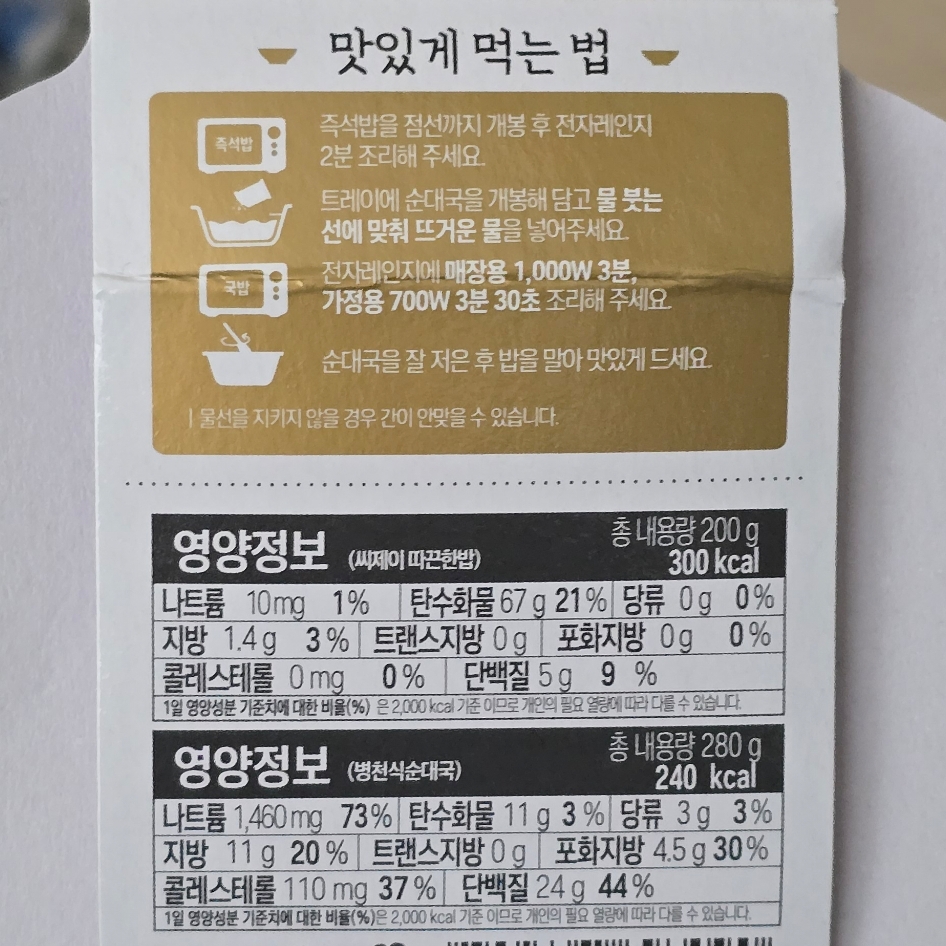 맛있게 먹는 법
즉석밥
즉석밥을 점선까지 개봉 후 전자레인지
2분 조리해 주세요.
트레이에 순대국을 개봉해 담고 물 붓는
선에 맞춰 뜨거운 물을 넣어주세요.
국밥
전자레인지에 매장용 1,000W 3분,
가정용 700W 3분 30초 조리해 주세요.
순대국을 잘 저은 후 밥을 말아 맛있게 드세요.
| 물선을 지키지 않을 경우 간이 안맞을 수 있습니다.
영양정보 (씨제이 따끈한밥) 총 내용량 200 g
300 kcal
나트륨 10 mg 1% 탄수화물 67 g 21% 당류 0 g 0%
지방 1.4 g 3% 트랜스지방 0 g 포화지방 0 g 0%
콜레스테롤 0 mg 0% 단백질 5 g 9 %
1일 영양성분 기준치에 대한 비율(%) 은 2,000 kcal 기준 이므로 개인의 필요 열량에 따라 다를 수 있습니다.
영양정보 (병천식순대국) 총 내용량 280 g
240 kcal
나트륨 1,460 mg 73% 탄수화물 11 g 3% 당류 3 g 3%
지방 11 g 20% 트랜스지방 0 g 포화지방 4.5 g 30%
콜레스테롤 110 mg 37% 단백질 24 g 44%
1일 영양성분 기준치에 대한 비율(%)은 2,000 kcal 기준 이므로 개인의 필요 열량에 따라 다를 수 있습니다.